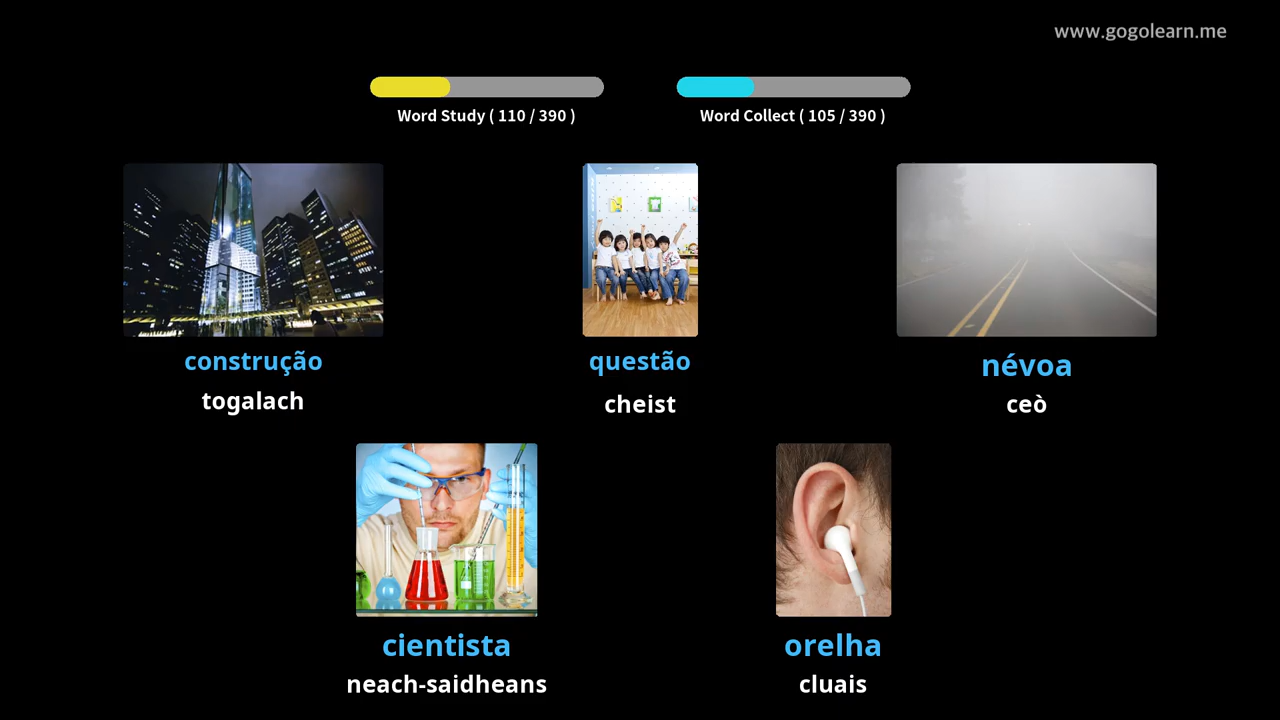 www.gogolearn.me
Word Study ( 110 / 390 )
Word Collect ( 105 / 390 )
construção
togalach
questão
cheist
névoa
ceò
cientista
neach-saidheans
orelha
cluais